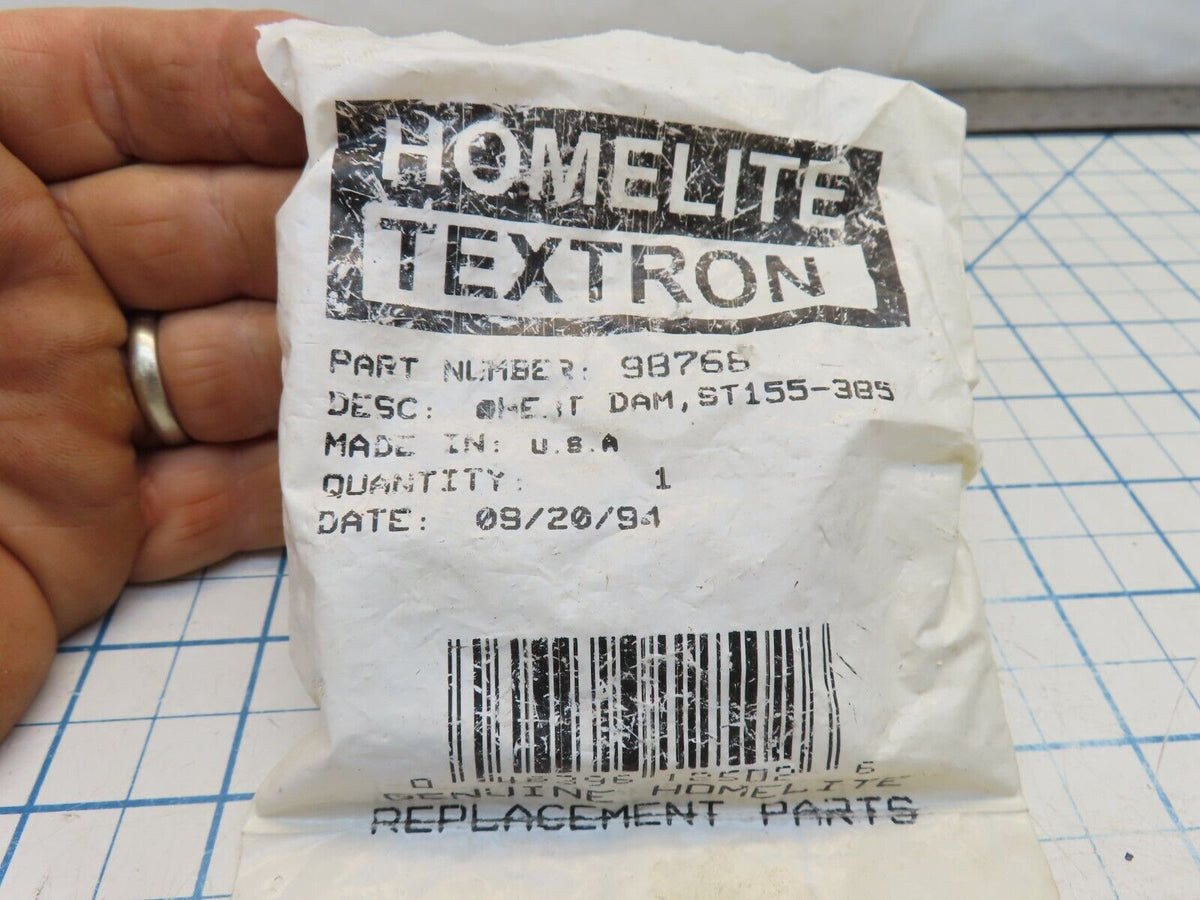 HOMELITE
TEXTRON
PART NUMBER: 98768
DESC: @HEAT DAM,ST155-385
MADE IN: U.S.A
QUANTITY: 1
DATE: 09/20/94
GENUINE HOMELITE
REPLACEMENT PARTS